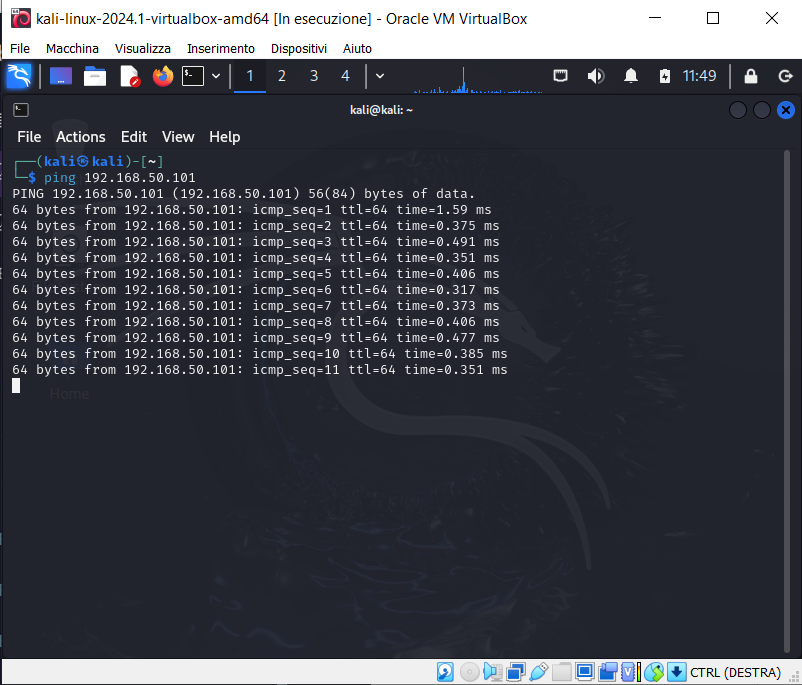 kali-linux-2024.1-virtualbox-amd64 [In esecuzione] - Oracle VM VirtualBox
File Macchina Visualizza Inserimento Dispositivi Aiuto
1 2 3 4 11:49
kali@kali: ~
File Actions Edit View Help
┌──(kali㉿kali)-[~]
└─$ ping 192.168.50.101
PING 192.168.50.101 (192.168.50.101) 56(84) bytes of data.
64 bytes from 192.168.50.101: icmp_seq=1 ttl=64 time=1.59 ms
64 bytes from 192.168.50.101: icmp_seq=2 ttl=64 time=0.375 ms
64 bytes from 192.168.50.101: icmp_seq=3 ttl=64 time=0.491 ms
64 bytes from 192.168.50.101: icmp_seq=4 ttl=64 time=0.351 ms
64 bytes from 192.168.50.101: icmp_seq=5 ttl=64 time=0.406 ms
64 bytes from 192.168.50.101: icmp_seq=6 ttl=64 time=0.317 ms
64 bytes from 192.168.50.101: icmp_seq=7 ttl=64 time=0.373 ms
64 bytes from 192.168.50.101: icmp_seq=8 ttl=64 time=0.406 ms
64 bytes from 192.168.50.101: icmp_seq=9 ttl=64 time=0.477 ms
64 bytes from 192.168.50.101: icmp_seq=10 ttl=64 time=0.385 ms
64 bytes from 192.168.50.101: icmp_seq=11 ttl=64 time=0.351 ms
Home
CTRL (DESTRA)